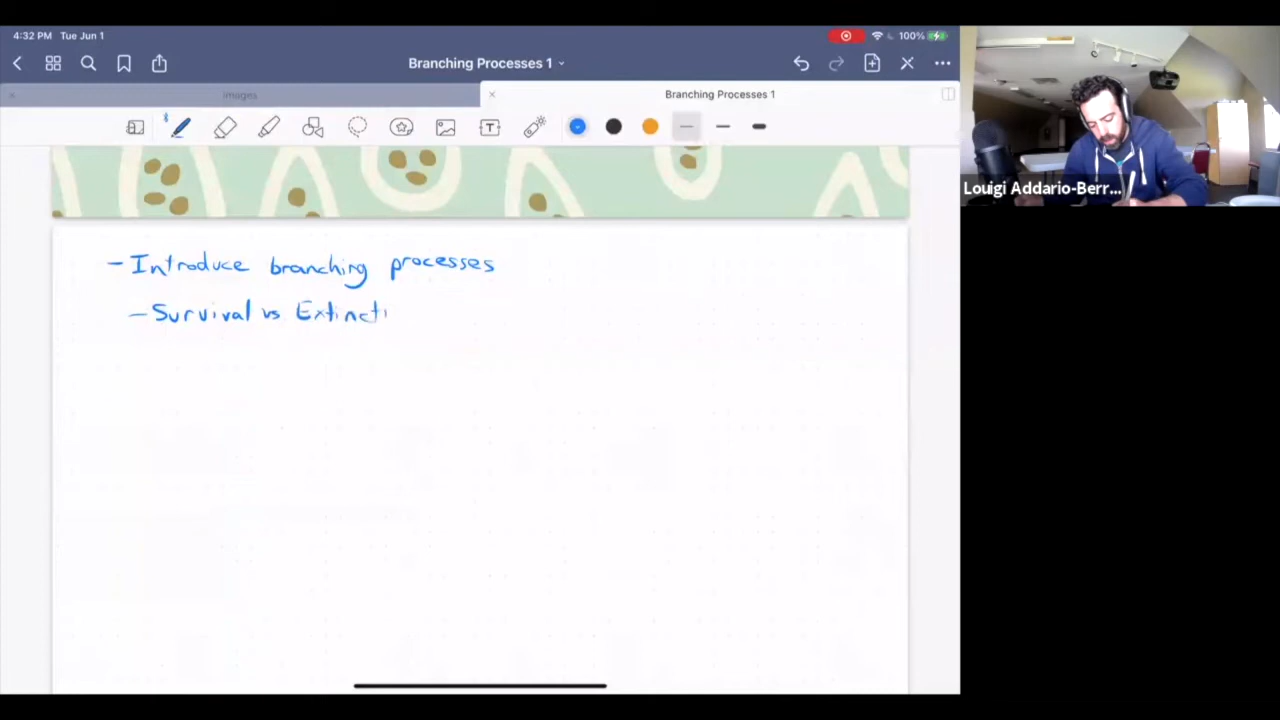 4:32 PM Tue Jun 1
100%
Branching Processes 1
Images
Branching Processes 1
- Introduce branching processes
- Survival vs Extincti
Louigi Addario-Berr...